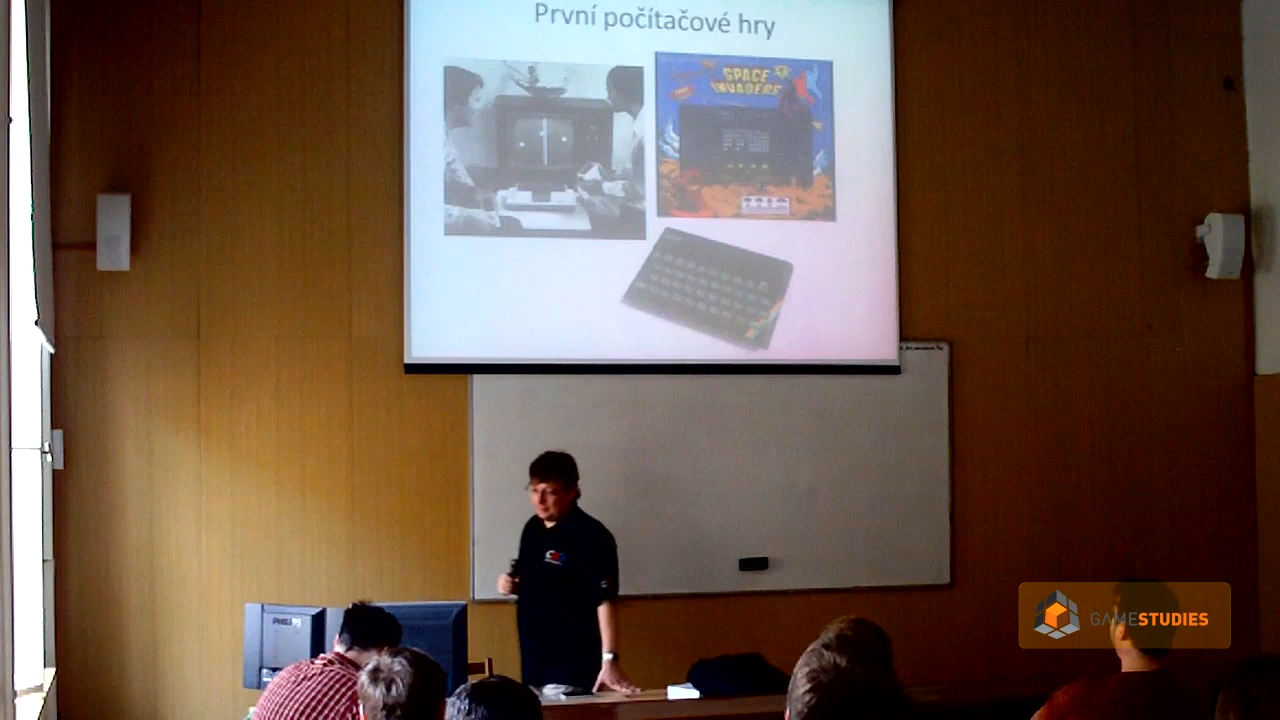 První počítačové hry
SPACE
INVADERS
PHILIPS
GAMESTUDIES